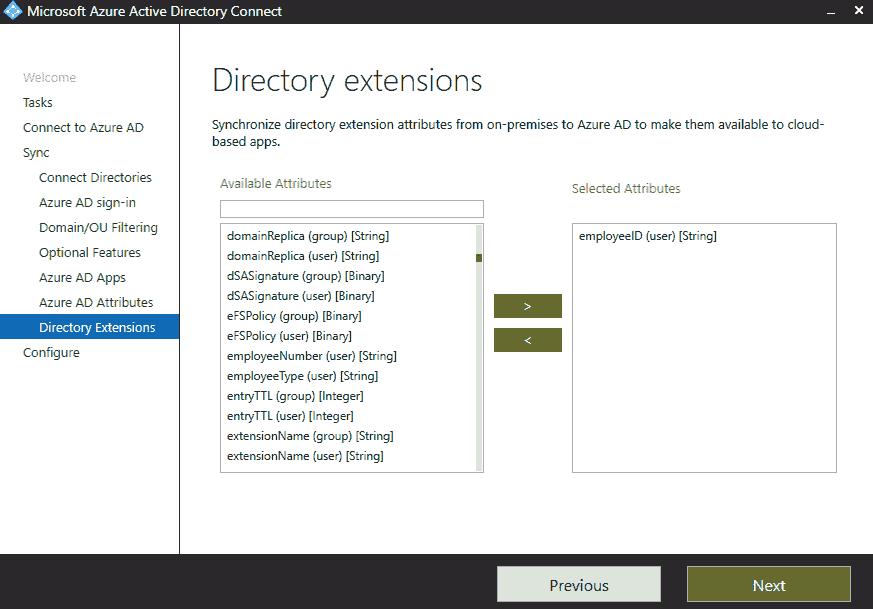 Microsoft Azure Active Directory Connect
Welcome
Tasks
Connect to Azure AD
Sync
Connect Directories
Azure AD sign-in
Domain/OU Filtering
Optional Features
Azure AD Apps
Azure AD Attributes
Directory Extensions
Configure
Directory extensions
Synchronize directory extension attributes from on-premises to Azure AD to make them available to cloud-
based apps.
Available Attributes
domainReplica (group) [String]
domainReplica (user) [String]
dSASignature (group) [Binary]
dSASignature (user) [Binary]
eFSPolicy (group) [Binary]
eFSPolicy (user) [Binary]
employeeNumber (user) [String]
employeeType (user) [String]
entryTTL (group) [Integer]
entryTTL (user) [Integer]
extensionName (group) [String]
extensionName (user) [String]
>
<
Selected Attributes
employeeID (user) [String]
Previous
Next